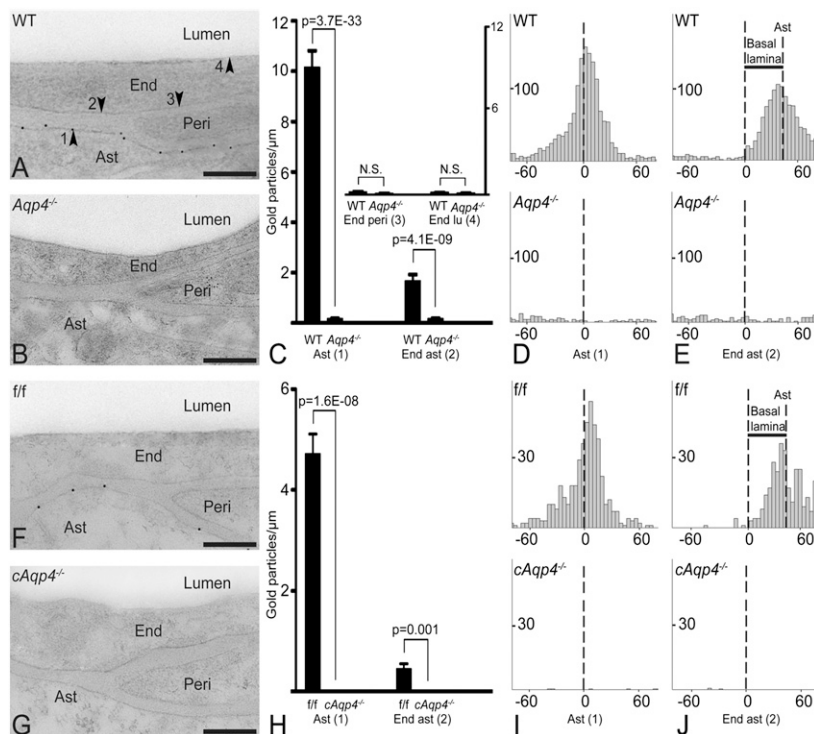 WT
Lumen
4
End
2
3
Peri
1
Ast
A
Aqp4-/-
Lumen
End
Peri
Ast
B
Gold particles/µm
12
10
8
6
4
2
p=3.7E-33
12
6
N.S.
N.S.
WT Aqp4-/-
End peri (3)
WT Aqp4-/-
End lu (4)
p=4.1E-09
WT Aqp4-/-
Ast (1)
WT Aqp4-/-
End ast (2)
C
WT
100
-60 0 60
Aqp4-/-
100
-60 0 60
D
Ast (1)
WT
Ast
Basal
lamina
100
-60 0 60
Aqp4-/-
100
-60 0 60
E
End ast (2)
f/f
Lumen
End
Peri
Ast
F
cAqp4-/-
Lumen
End
Ast
Peri
G
Gold particles/µm
6
4
2
p=1.6E-08
p=0.001
f/f cAqp4-/-
Ast (1)
f/f cAqp4-/-
End ast (2)
H
f/f
30
-60 0 60
cAqp4-/-
30
-60 0 60
I
Ast (1)
f/f
Ast
Basal
lamina
30
-60 0 60
cAqp4-/-
30
-60 0 60
J
End ast (2)